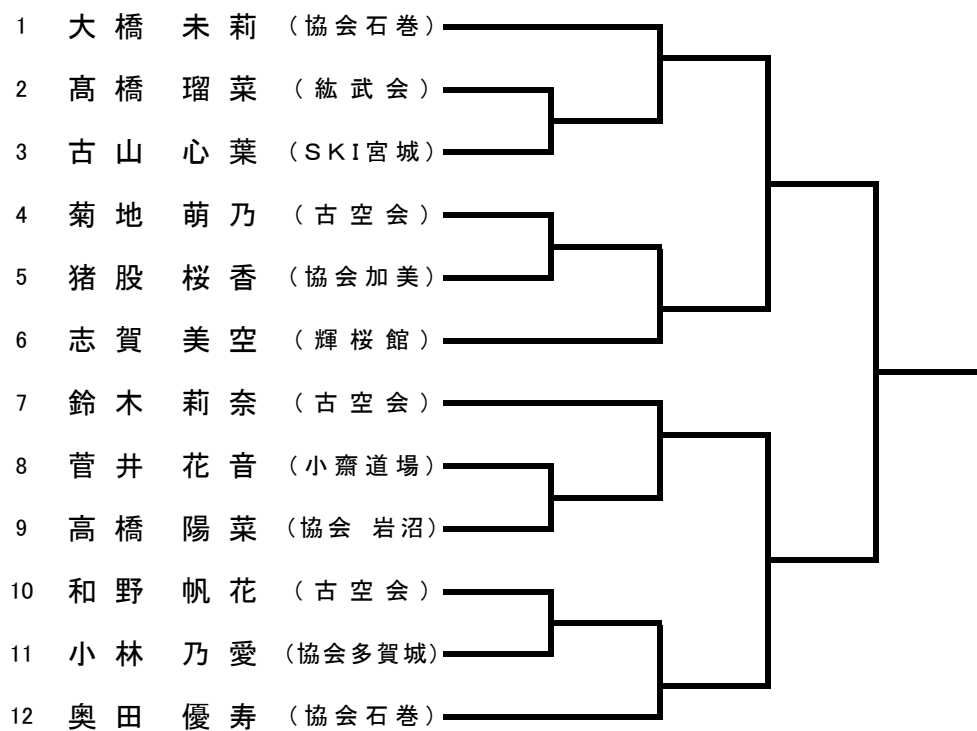 1 大橋 未莉 （協会石巻）
2 髙橋 瑠菜 （紘武会）
3 古山 心葉 （ＳＫＩ宮城）
4 菊地 萌乃 （古空会）
5 猪股 桜香 （協会加美）
6 志賀 美空 （輝桜館）
7 鈴木 莉奈 （古空会）
8 菅井 花音 （小齋道場）
9 高橋 陽菜 （協会 岩沼）
10 和野 帆花 （古空会）
11 小林 乃愛 （協会多賀城）
12 奥田 優寿 （協会石巻）